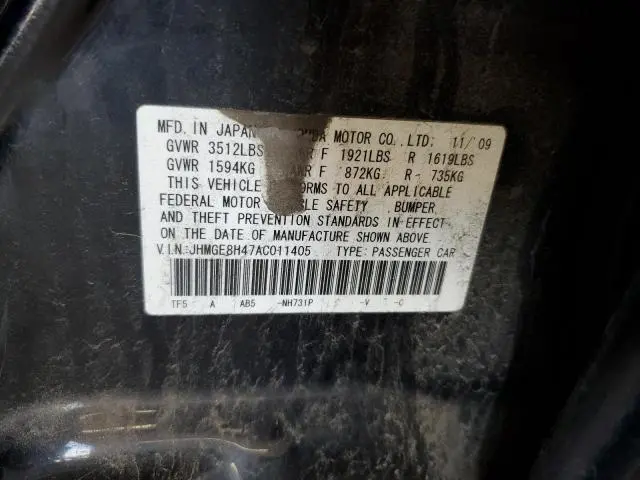 MFD. IN JAPAN MOTOR CO., LTD. 11/09
GVWR 3512LBS F 1921LBS R 1619LBS
GVWR 1594KG F 872KG R- 735KG
THIS VEHICLE TO ALL APPLICABLE
FEDERAL MOTOR SAFETY , BUMPER
AND THEFT PREVENTION STANDARDS IN EFFECT
ON THE DATE OF MANUFACTURE SHOWN ABOVE.
V.I.N.:JHMGE8H47AC011405 TYPE: PASSENGER CAR
TF5 A AB5 -NH731P -V -C